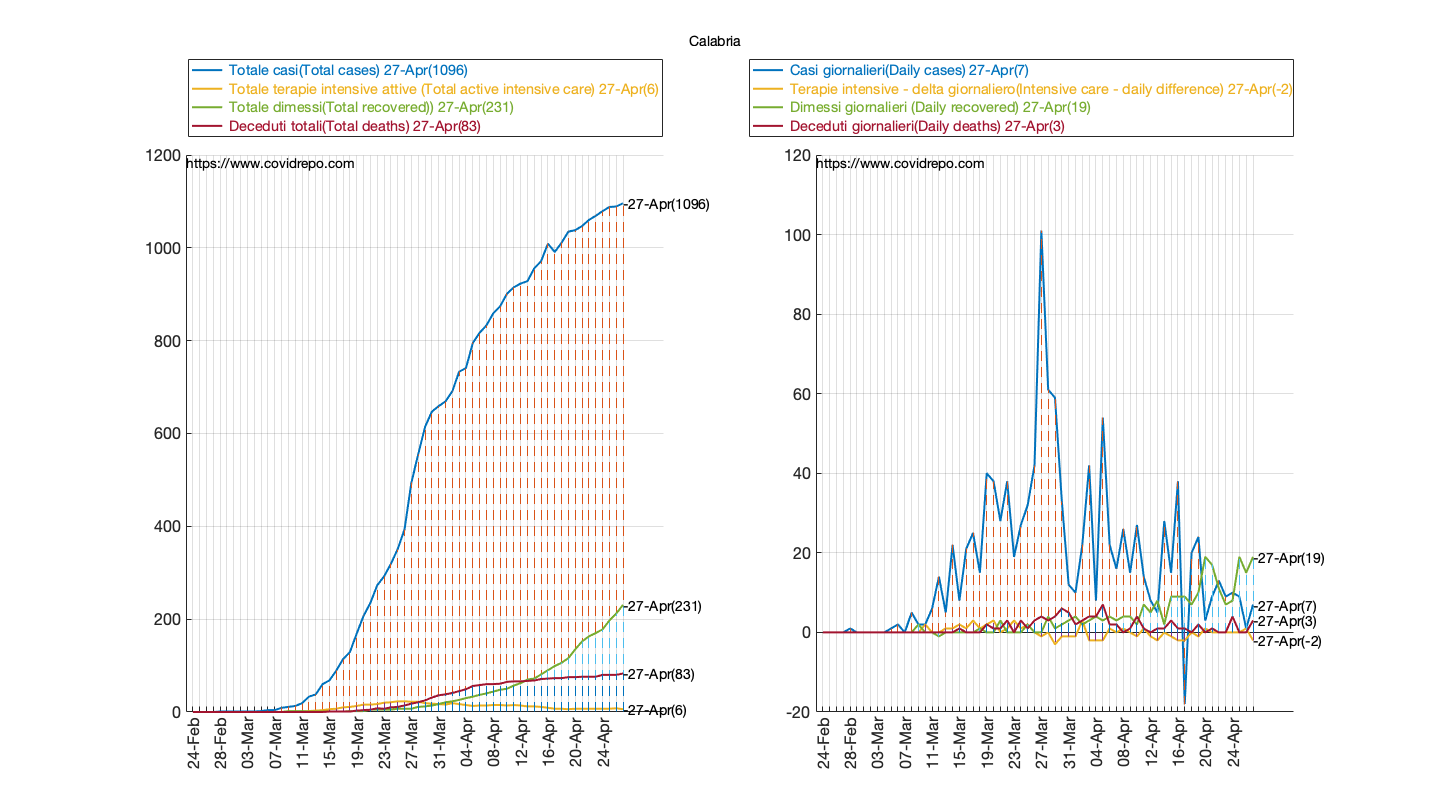 Calabria
Totale casi(Total cases) 27-Apr(1096)
Totale terapie intensive attive (Total active intensive care) 27-Apr(6)
Totale dimessi(Total recovered)) 27-Apr(231)
Deceduti totali(Total deaths) 27-Apr(83)
Casi giornalieri(Daily cases) 27-Apr(7)
Terapie intensive - delta giornaliero(Intensive care - daily difference) 27-Apr(-2)
Dimessi giornalieri (Daily recovered) 27-Apr(19)
Deceduti giornalieri(Daily deaths) 27-Apr(3)
https://www.covidrepo.com
1200
1000
800
600
400
200
0
27-Apr(1096)
27-Apr(231)
27-Apr(83)
27-Apr(6)
24-Feb
28-Feb
03-Mar
07-Mar
11-Mar
15-Mar
19-Mar
23-Mar
27-Mar
31-Mar
04-Apr
08-Apr
12-Apr
16-Apr
20-Apr
24-Apr
https://www.covidrepo.com
120
100
80
60
40
20
0
-20
27-Apr(19)
27-Apr(7)
27-Apr(3)
27-Apr(-2)
24-Feb
28-Feb
03-Mar
07-Mar
11-Mar
15-Mar
19-Mar
23-Mar
27-Mar
31-Mar
04-Apr
08-Apr
12-Apr
16-Apr
20-Apr
24-Apr